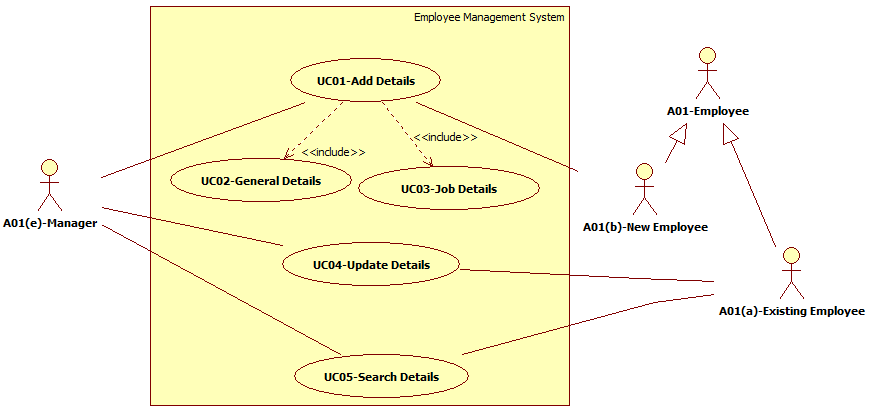 Employee Management System
UC01-Add Details
A01-Employee
<<include>>
<<include>>
UC02-General Details
UC03-Job Details
A01(e)-Manager
A01(b)-New Employee
UC04-Update Details
A01(a)-Existing Employee
UC05-Search Details